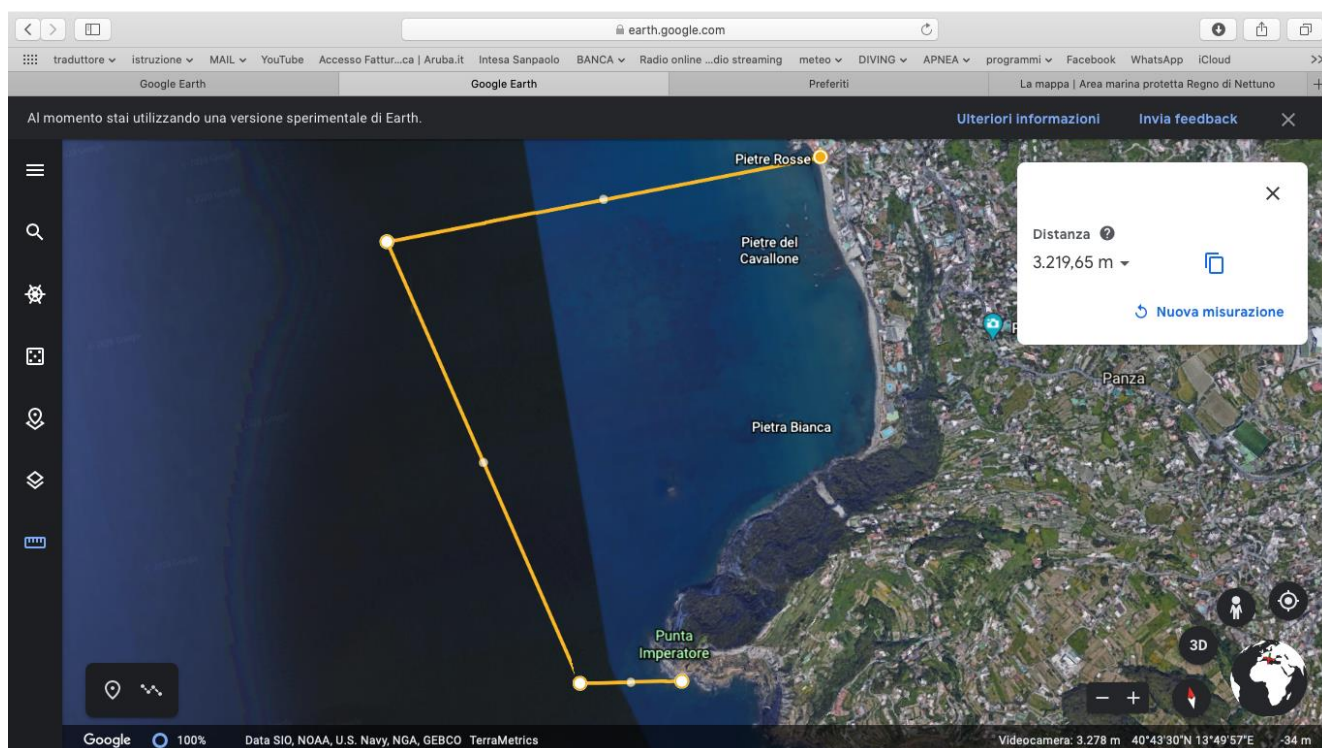 earth.google.com
traduttore istruzione MAIL YouTube Accesso Fattur...ca | Aruba.it Intesa Sanpaolo BANCA Radio online ...dio streaming meteo DIVING APNEA programmi Facebook WhatsApp iCloud >>
Google Earth Google Earth Preferiti La mappa | Area marina protetta Regno di Nettuno +
Al momento stai utilizzando una versione sperimentale di Earth. Ulteriori informazioni Invia feedback
Pietre Rosse
Distanza ?
3.219,65 m
Nuova misurazione
Pietre del
Cavallone
Panza
Pietra Bianca
Punta
Imperatore
3D
Google 100% Data SIO, NOAA, U.S. Navy, NGA, GEBCO TerraMetrics Videocamera: 3.278 m 40°43'30"N 13°49'57"E -34 m